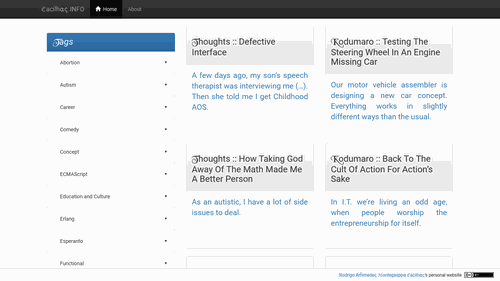 Cacilhας.INFO
Home
About
Tags
Abortion
Autism
Career
Comedy
Concept
ECMAScript
Education and Culture
Erlang
Esperanto
Functional
Thoughts :: Defective
Interface
A few days ago, my son's speech
therapist was interviewing me (...).
Then she told me I get Childhood
AOS.
Kodumaro :: Testing The
Steering Wheel In An Engine
Missing Car
Our motor vehicle assembler is
designing a new car concept.
Everything works in slightly
different ways than the usual.
Thoughts :: How Taking God
Away Of The Math Made Me
A Better Person
As an autistic, I have a lot of side
issues to deal.
Kodumaro :: Back To The
Cult Of Action For Action's
Sake
In I.T. we're living an odd age,
when people worship the
entrepreneurship for itself.
's personal website